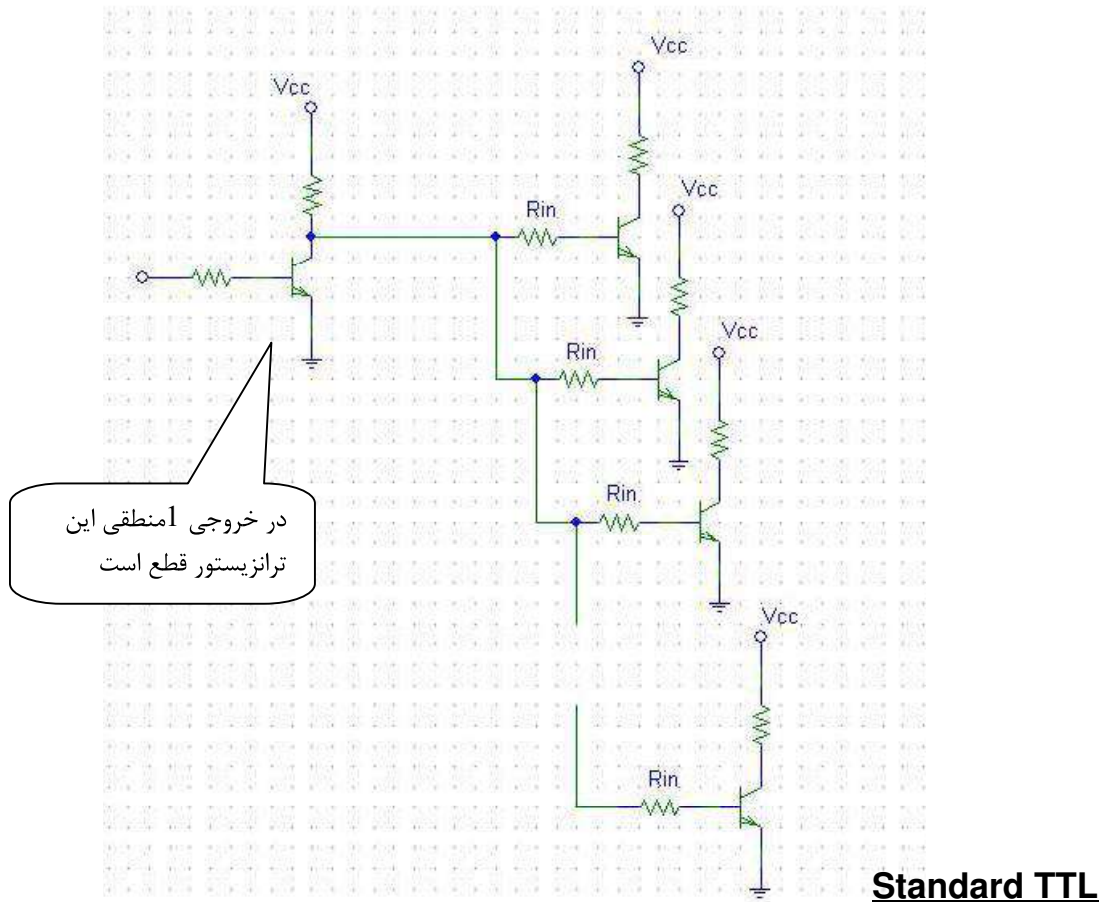 Vcc
Vcc
Vcc
Rin
Vcc
Rin
Rin
در خروجی 1منطقی این
ترانزیستور قطع است
Vcc
Rin
Standard TTL